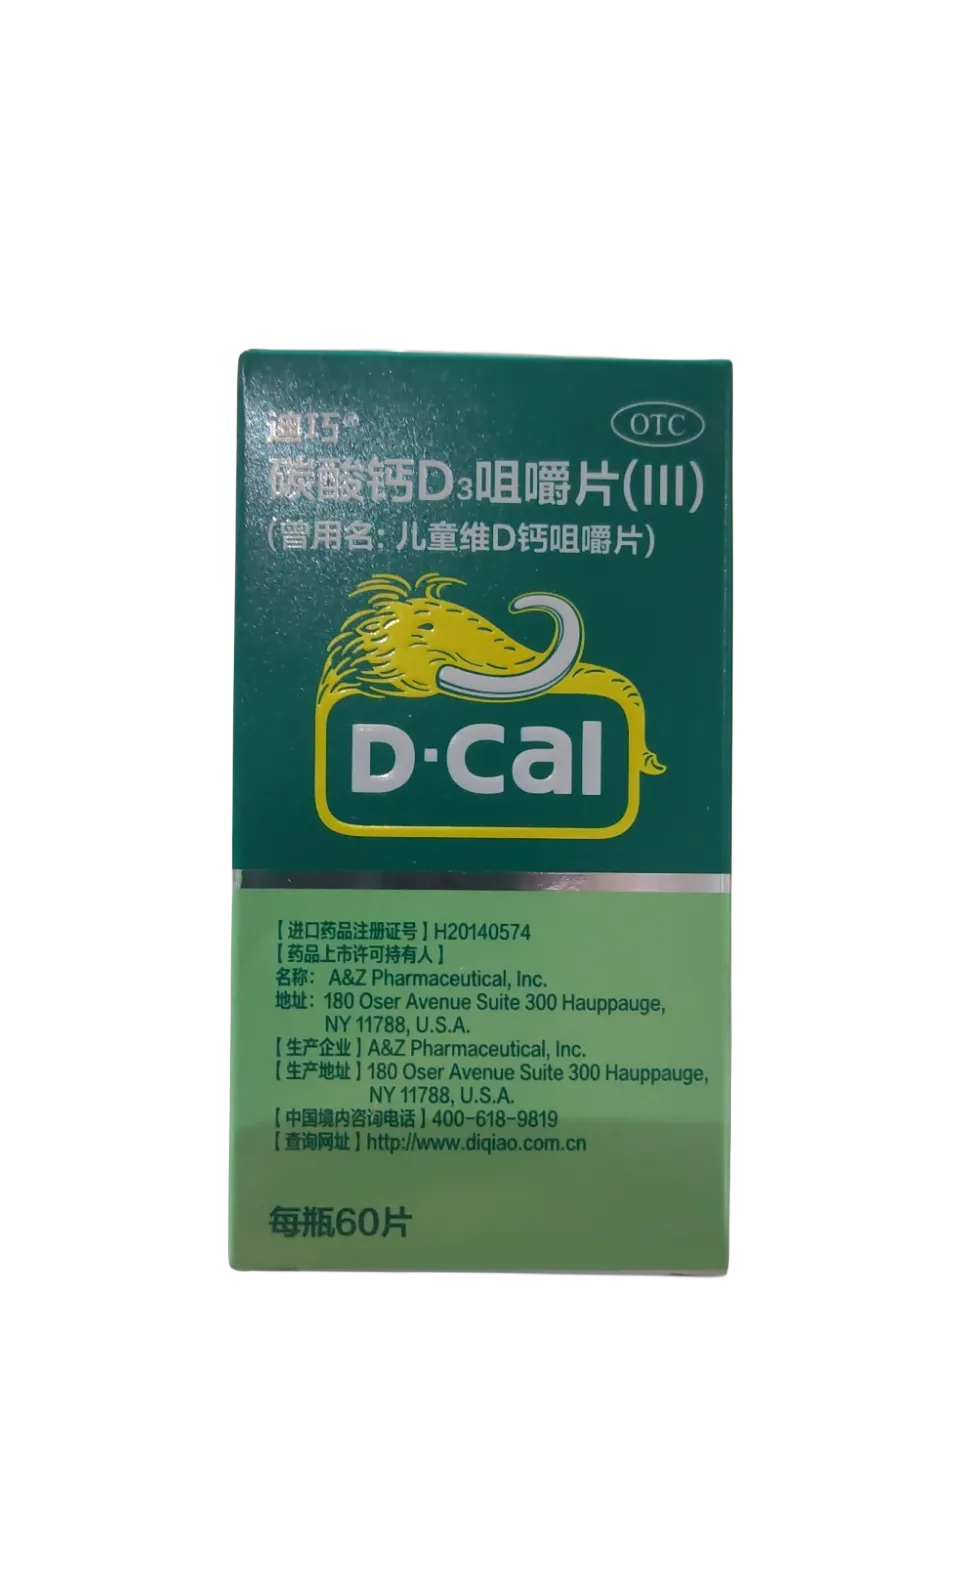 迪巧®
OTC
碳酸钙D₃咀嚼片(III)
(曾用名: 儿童维D钙咀嚼片)
D·Cal
【进口药品注册证号】H20140574
【药品上市许可持有人】
名称： A&Z Pharmaceutical, Inc.
地址：180 Oser Avenue Suite 300 Hauppauge,
NY 11788, U.S.A.
【生产企业】A&Z Pharmaceutical, Inc.
【生产地址】180 Oser Avenue Suite 300 Hauppauge,
NY 11788, U.S.A.
【中国境内咨询电话】400-618-9819
【查询网址】http://www.diqiao.com.cn
每瓶60片